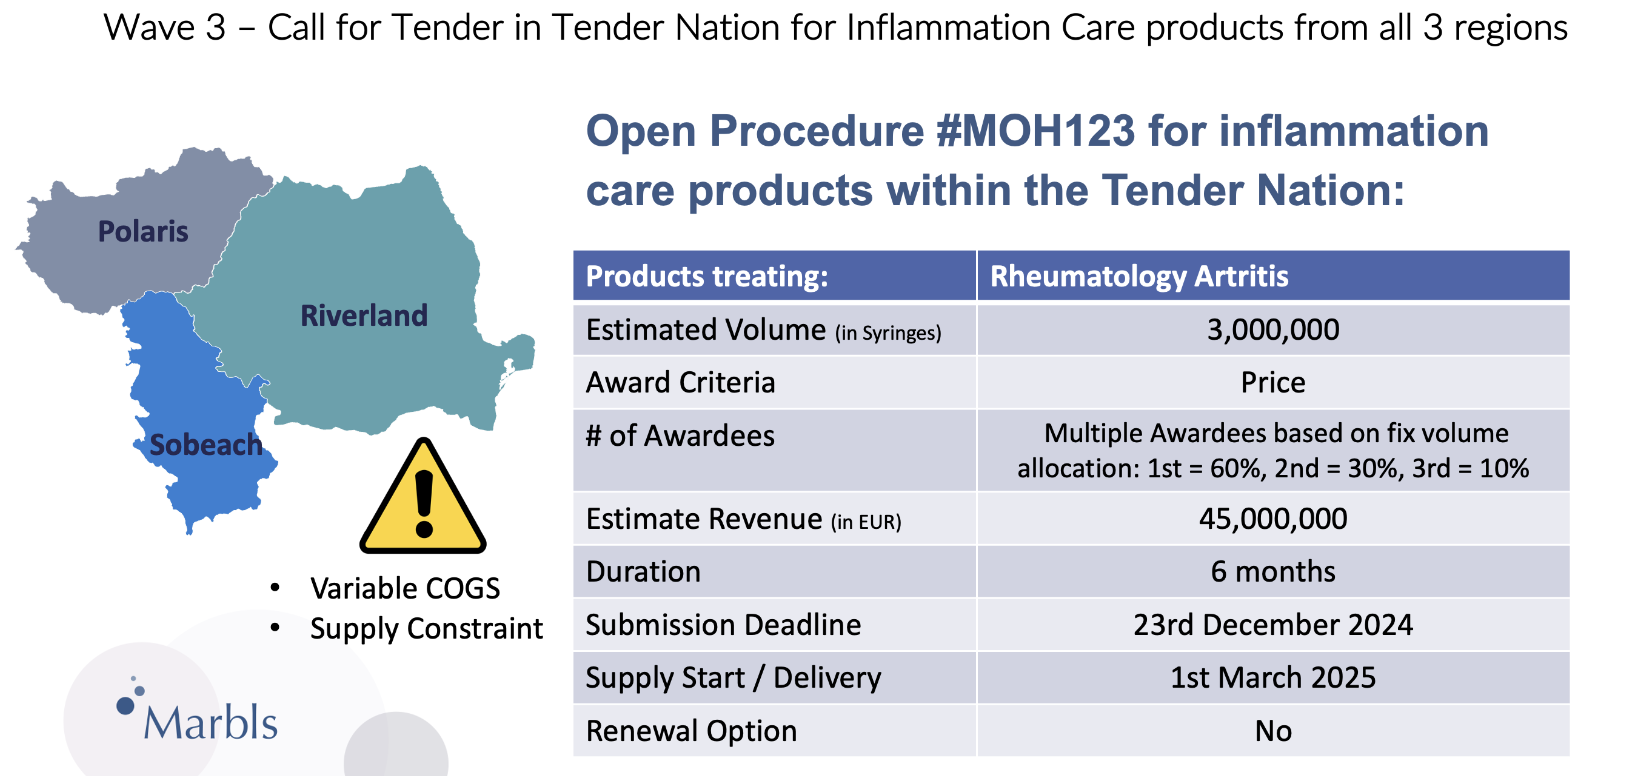 Wave 3 – Call for Tender in Tender Nation for Inflammation Care products from all 3 regions
Open Procedure #MOH123 for inflammation
care products within the Tender Nation:
Polaris
Riverland
Sobeach
• Variable COGS
• Supply Constraint
Marbls
Products treating: Rheumatology Artritis
Estimated Volume (in Syringes) 3,000,000
Award Criteria Price
# of Awardees Multiple Awardees based on fix volume
allocation: 1st = 60%, 2nd = 30%, 3rd = 10%
Estimate Revenue (in EUR) 45,000,000
Duration 6 months
Submission Deadline 23rd December 2024
Supply Start / Delivery 1st March 2025
Renewal Option No